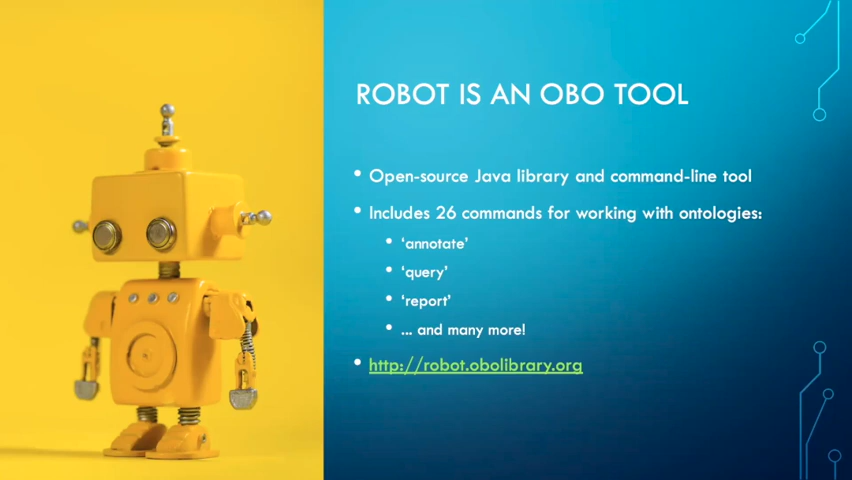 ROBOT IS AN OBO TOOL
• Open-source Java library and command-line tool
• Includes 26 commands for working with ontologies:
• ‘annotate’
• ‘query’
• ‘report’
• ... and many more!
• http://robot.obolibrary.org